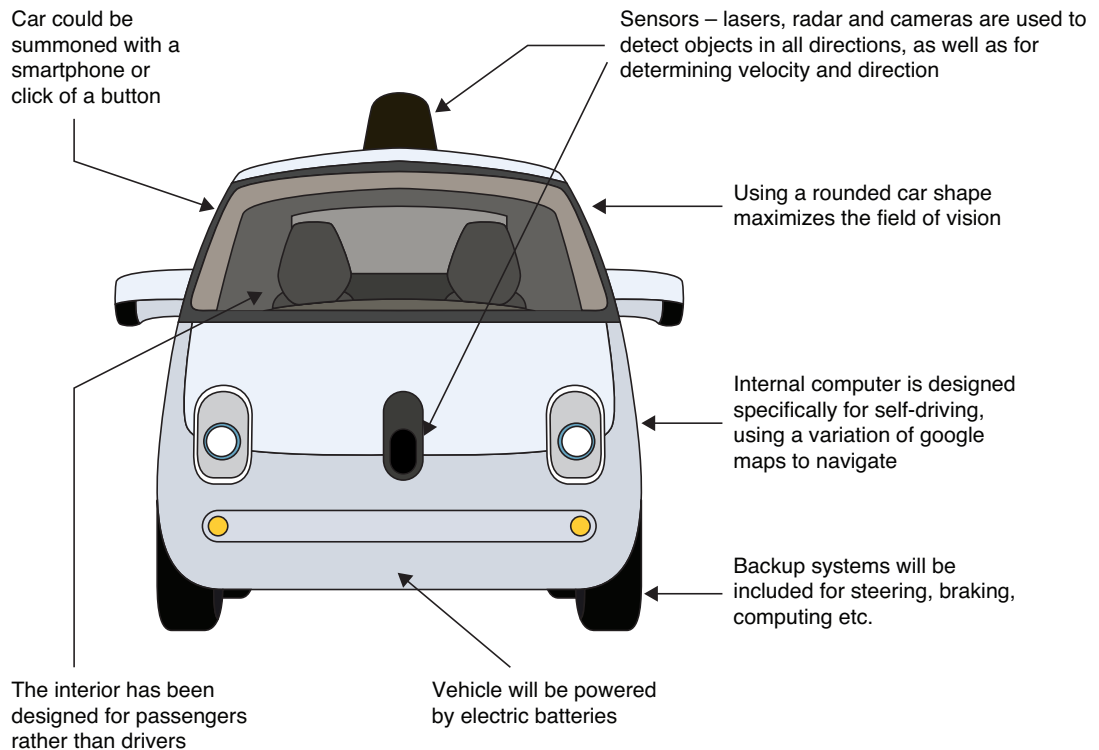 Car could be
summoned with a
smartphone or
click of a button
Sensors – lasers, radar and cameras are used to
detect objects in all directions, as well as for
determining velocity and direction
Using a rounded car shape
maximizes the field of vision
Internal computer is designed
specifically for self-driving,
using a variation of google
maps to navigate
Backup systems will be
included for steering, braking,
computing etc.
The interior has been
designed for passengers
rather than drivers
Vehicle will be powered
by electric batteries